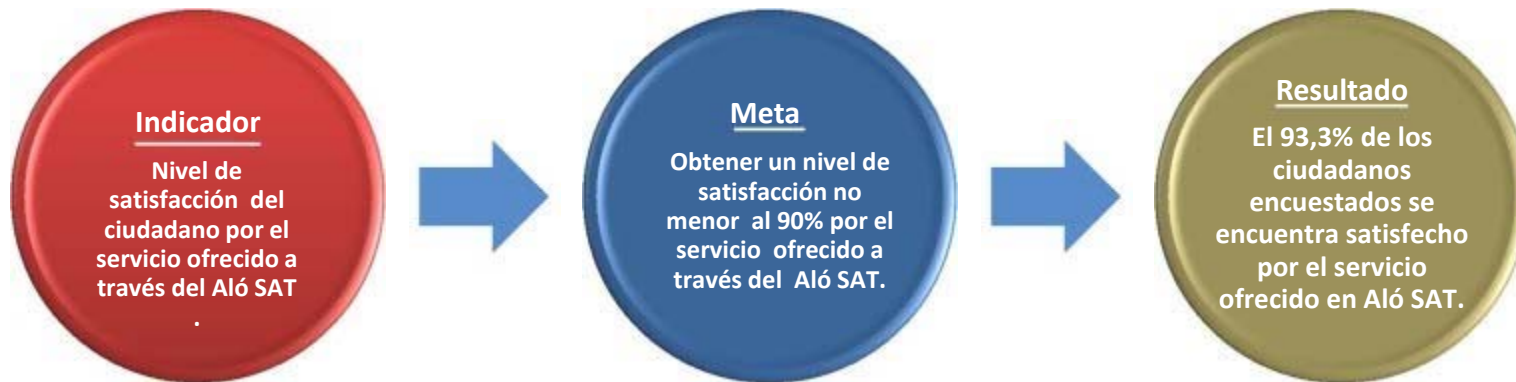 Indicador
Nivel de
satisfacción del
ciudadano por el
servicio ofrecido a
través del Aló SAT
.
Meta
Obtener un nivel de
satisfacción no
menor al 90% por el
servicio ofrecido a
través del Aló SAT.
Resultado
El 93,3% de los
ciudadanos
encuestados se
encuentra satisfecho
por el servicio
ofrecido en Aló SAT.